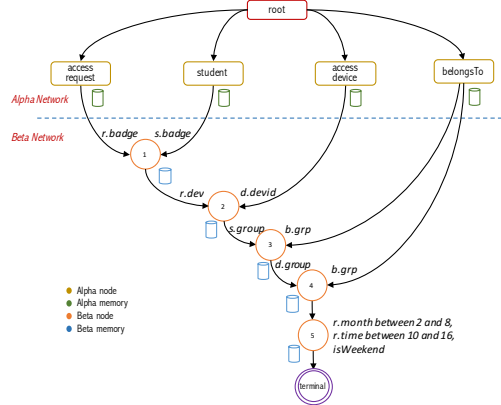 root
access
request
student
access
device
belongsTo
Alpha Network
Beta Network
r.badge
s.badge
1
r.dev
d.devid
2
s.group
b.grp
3
d.group
b.grp
4
Alpha node
Alpha memory
Beta node
Beta memory
5
r.month between 2 and 8,
r.time between 10 and 16,
isWeekend
terminal